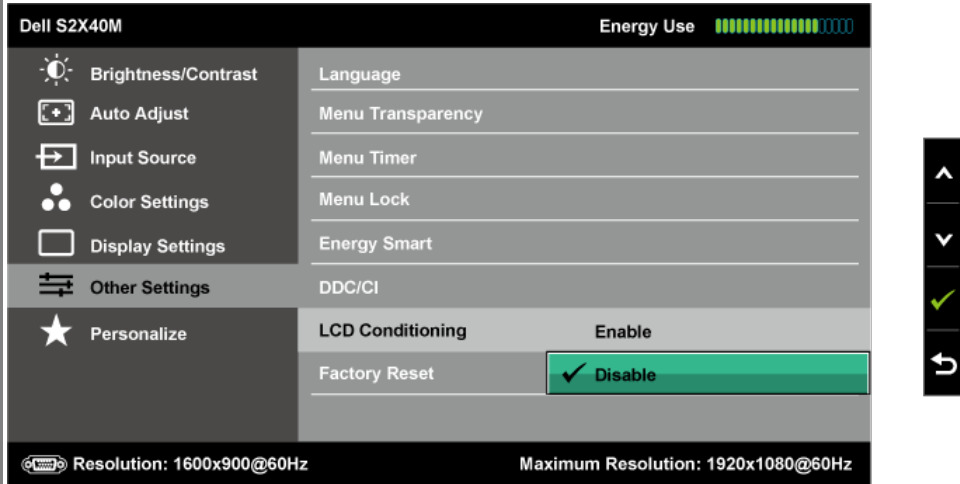 Dell S2X40M Energy Use
Brightness/Contrast
Auto Adjust
Input Source
Color Settings
Display Settings
Other Settings
Personalize
Language
Menu Transparency
Menu Timer
Menu Lock
Energy Smart
DDC/CI
LCD Conditioning Enable
Factory Reset Disable
Resolution: 1600x900@60Hz Maximum Resolution: 1920x1080@60Hz